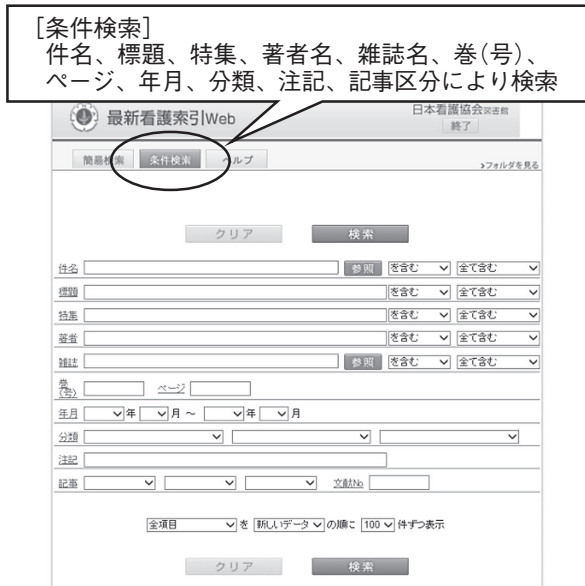 [条件検索]
件名、標題、特集、著者名、雑誌名、巻(号)、
ページ、年月、分類、注記、記事区分により検索
最新看護索引Web
日本看護協会図書館
終了
簡易検索 条件検索 ヘルプ
>フォルダを見る
クリア 検索
件名 参照 を含む 全て含む
標題 を含む 全て含む
特集 を含む 全て含む
著者 を含む 全て含む
雑誌 参照 を含む 全て含む
巻(号) ページ
年月 年 月 ~ 年 月
分類
注記
記事 文献No
全項目 を 新しいデータ の順に 100 件ずつ表示
クリア 検索